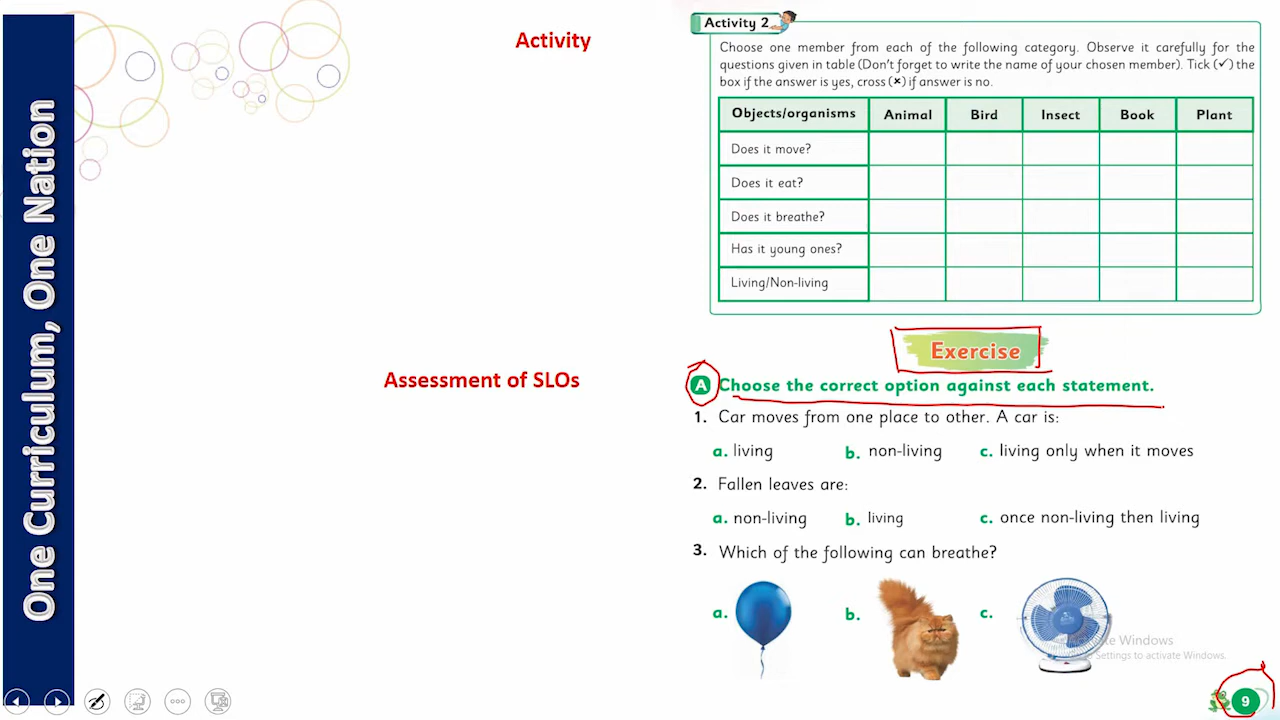 One Curriculum, One Nation
Activity
Assessment of SLOs
Activity 2
Choose one member from each of the following category. Observe it carefully for the
questions given in table (Don't forget to write the name of your chosen member). Tick (✓) the
box if the answer is yes, cross (×) if answer is no.
Objects/organisms Animal Bird Insect Book Plant
Does it move?
Does it eat?
Does it breathe?
Has it young ones?
Living/Non-living
Exercise
A Choose the correct option against each statement.
1. Car moves from one place to other. A car is:
a. living b. non-living c. living only when it moves
2. Fallen leaves are:
a. non-living b. living c. once non-living then living
3. Which of the following can breathe?
a. b. c.
Windows
Settings to activate Windows.
9